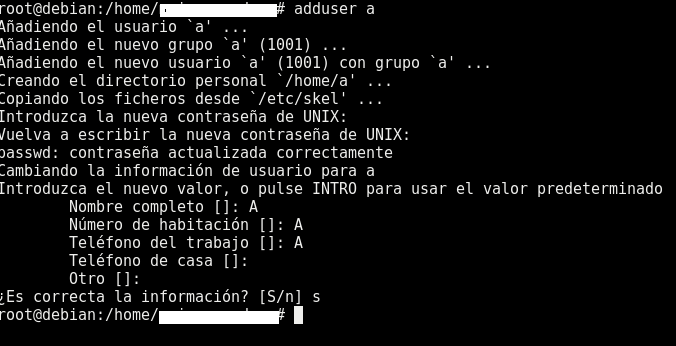 root@debian:/home/# adduser a
Añadiendo el usuario `a' ...
Añadiendo el nuevo grupo `a' (1001) ...
Añadiendo el nuevo usuario `a' (1001) con grupo `a' ...
Creando el directorio personal `/home/a' ...
Copiando los ficheros desde `/etc/skel' ...
Introduzca la nueva contraseña de UNIX:
Vuelva a escribir la nueva contraseña de UNIX:
passwd: contraseña actualizada correctamente
Cambiando la información de usuario para a
Introduzca el nuevo valor, o pulse INTRO para usar el valor predeterminado
Nombre completo []: A
Número de habitación []: A
Teléfono del trabajo []: A
Teléfono de casa []:
Otro []:
¿Es correcta la información? [S/n] s
root@debian:/home/#